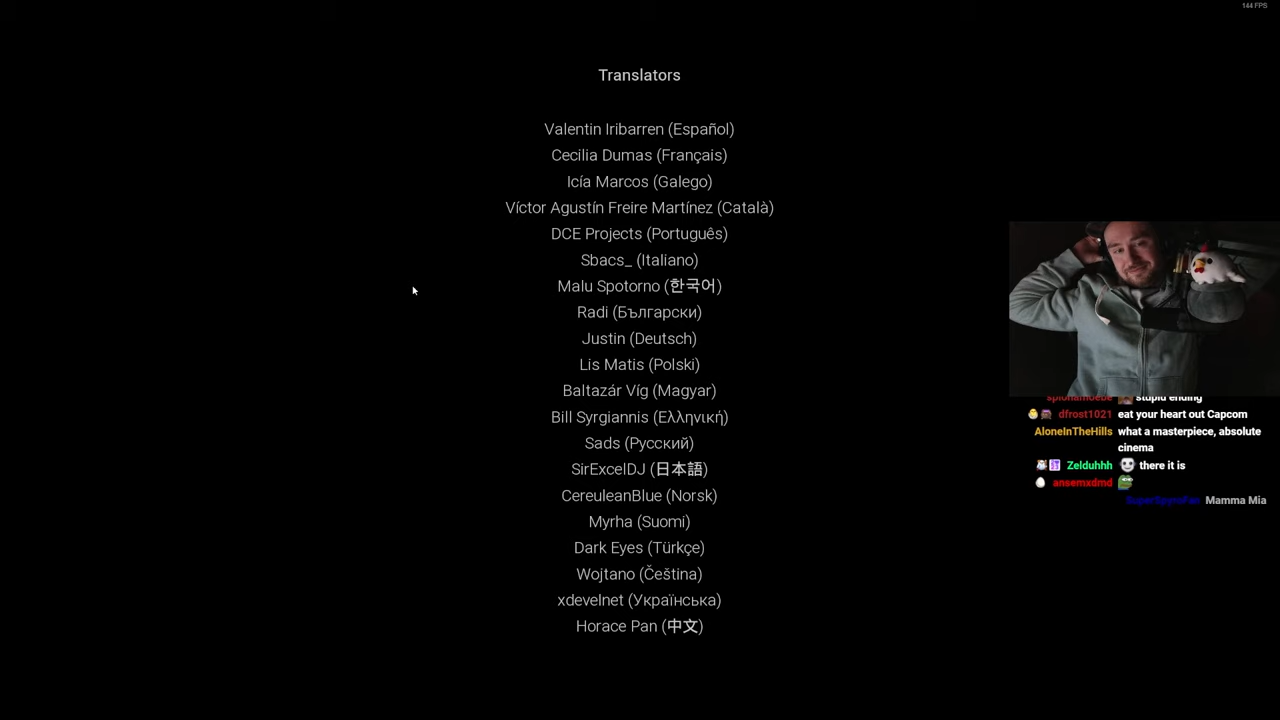 144 FPS
Translators
Valentin Iribarren (Español)
Cecilia Dumas (Français)
Icía Marcos (Galego)
Víctor Agustín Freire Martínez (Català)
DCE Projects (Português)
Sbacs_ (Italiano)
Malu Spotorno (한국어)
Radi (Български)
Justin (Deutsch)
Lis Matis (Polski)
Baltazár Víg (Magyar)
Bill Syrgiannis (Ελληνική)
Sads (Русский)
SirExcelDJ (日本語)
CereuleanBlue (Norsk)
Myrha (Suomi)
Dark Eyes (Türkçe)
Wojtano (Čeština)
xdevelnet (Українська)
Horace Pan (中文)
stupid ending
dfrost1021 eat your heart out Capcom
AloneInTheHills what a masterpiece, absolute
cinema
Zelduhhh there it is
ansemxdmd
SuperSpyroFan Mamma Mia